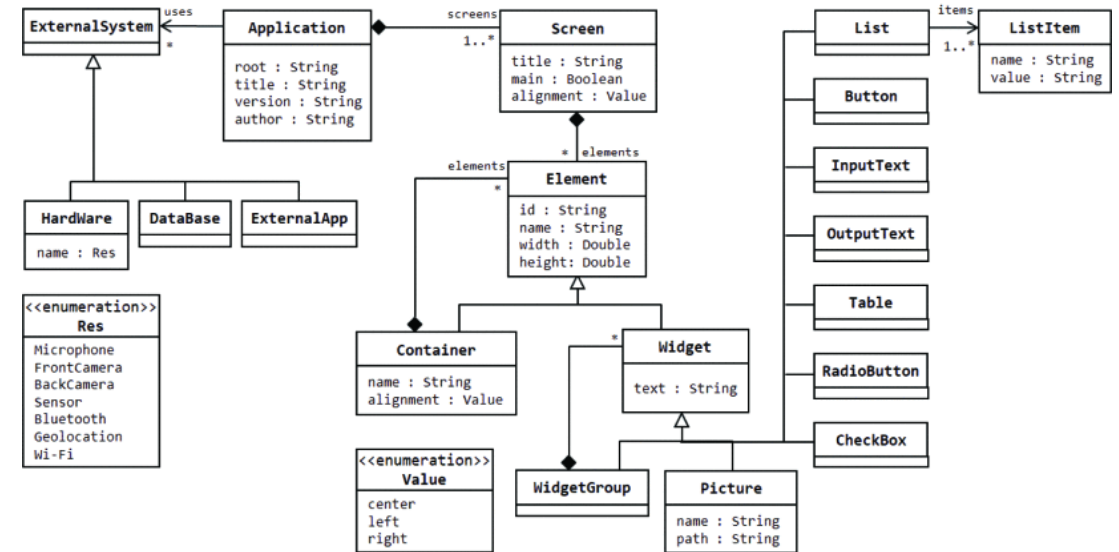 ExternalSystem
uses
*
Application
root : String
title : String
version : String
author : String
screens
1..*
Screen
title : String
main : Boolean
alignment : Value
* elements
List
items
1..*
ListItem
name : String
value : String
Button
InputText
OutputText
Table
RadioButton
CheckBox
HardWare
name : Res
DataBase
ExternalApp
elements
*
Element
id : String
name : String
width : Double
height: Double
<<enumeration>>
Res
Microphone
FrontCamera
BackCamera
Sensor
Bluetooth
Geolocation
Wi-Fi
Container
name : String
alignment : Value
*
Widget
text : String
<<enumeration>>
Value
center
left
right
WidgetGroup
Picture
name : String
path : String